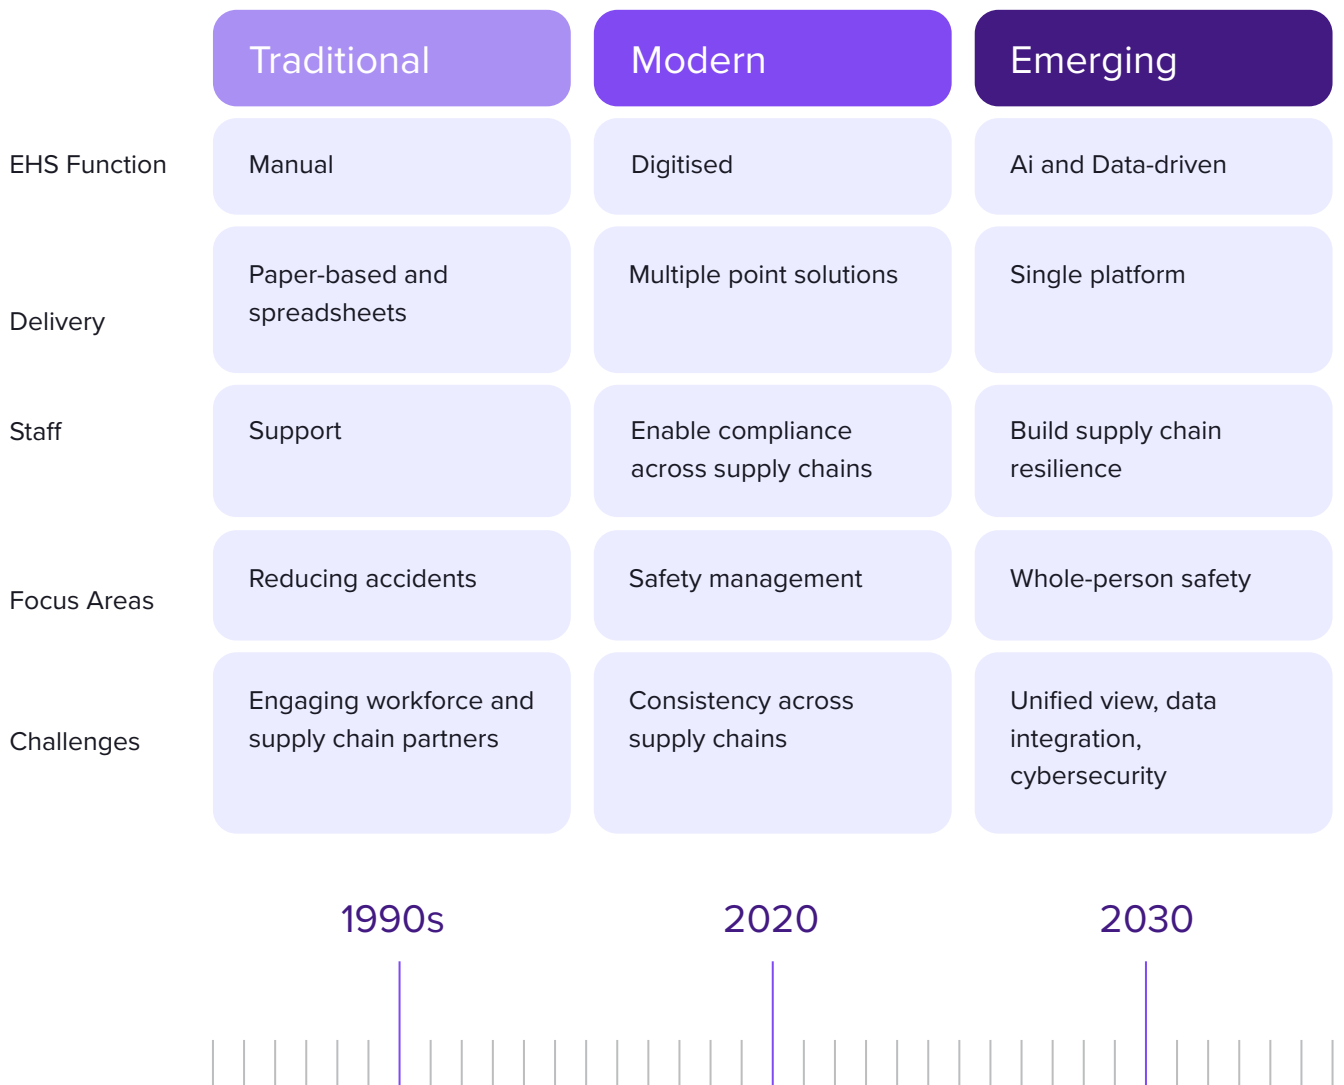 Traditional
Modern
Emerging
EHS Function
Manual
Digitised
Ai and Data-driven
Delivery
Paper-based and
spreadsheets
Multiple point solutions
Single platform
Staff
Support
Enable compliance
across supply chains
Build supply chain
resilience
Focus Areas
Reducing accidents
Safety management
Whole-person safety
Challenges
Engaging workforce and
supply chain partners
Consistency across
supply chains
Unified view, data
integration,
cybersecurity
1990s
2020
2030